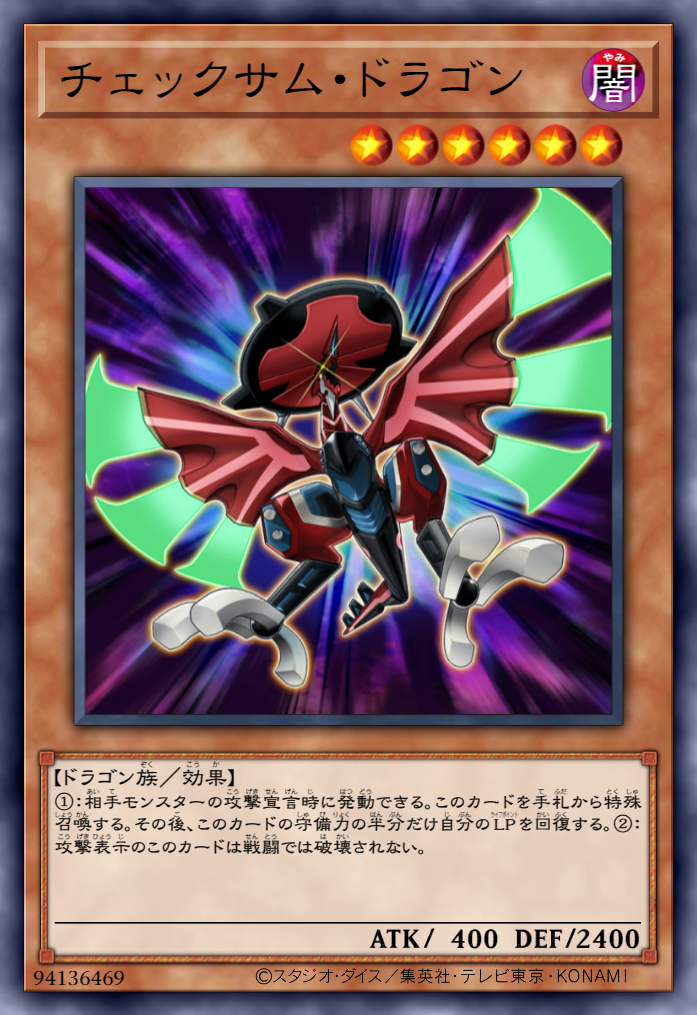 チェックサム・ドラゴン
やみ
闇
【ドラゴン族／効果】
①：相手モンスターの攻撃宣言時に発動できる。このカードを手札から特殊
召喚する。その後、このカードの守備力の半分だけ自分のLPを回復する。②：
攻撃表示のこのカードは戦闘では破壊されない。
ATK/ 400 DEF/2400
94136469 ©スタジオ・ダイス／集英社・テレビ東京・KONAMI